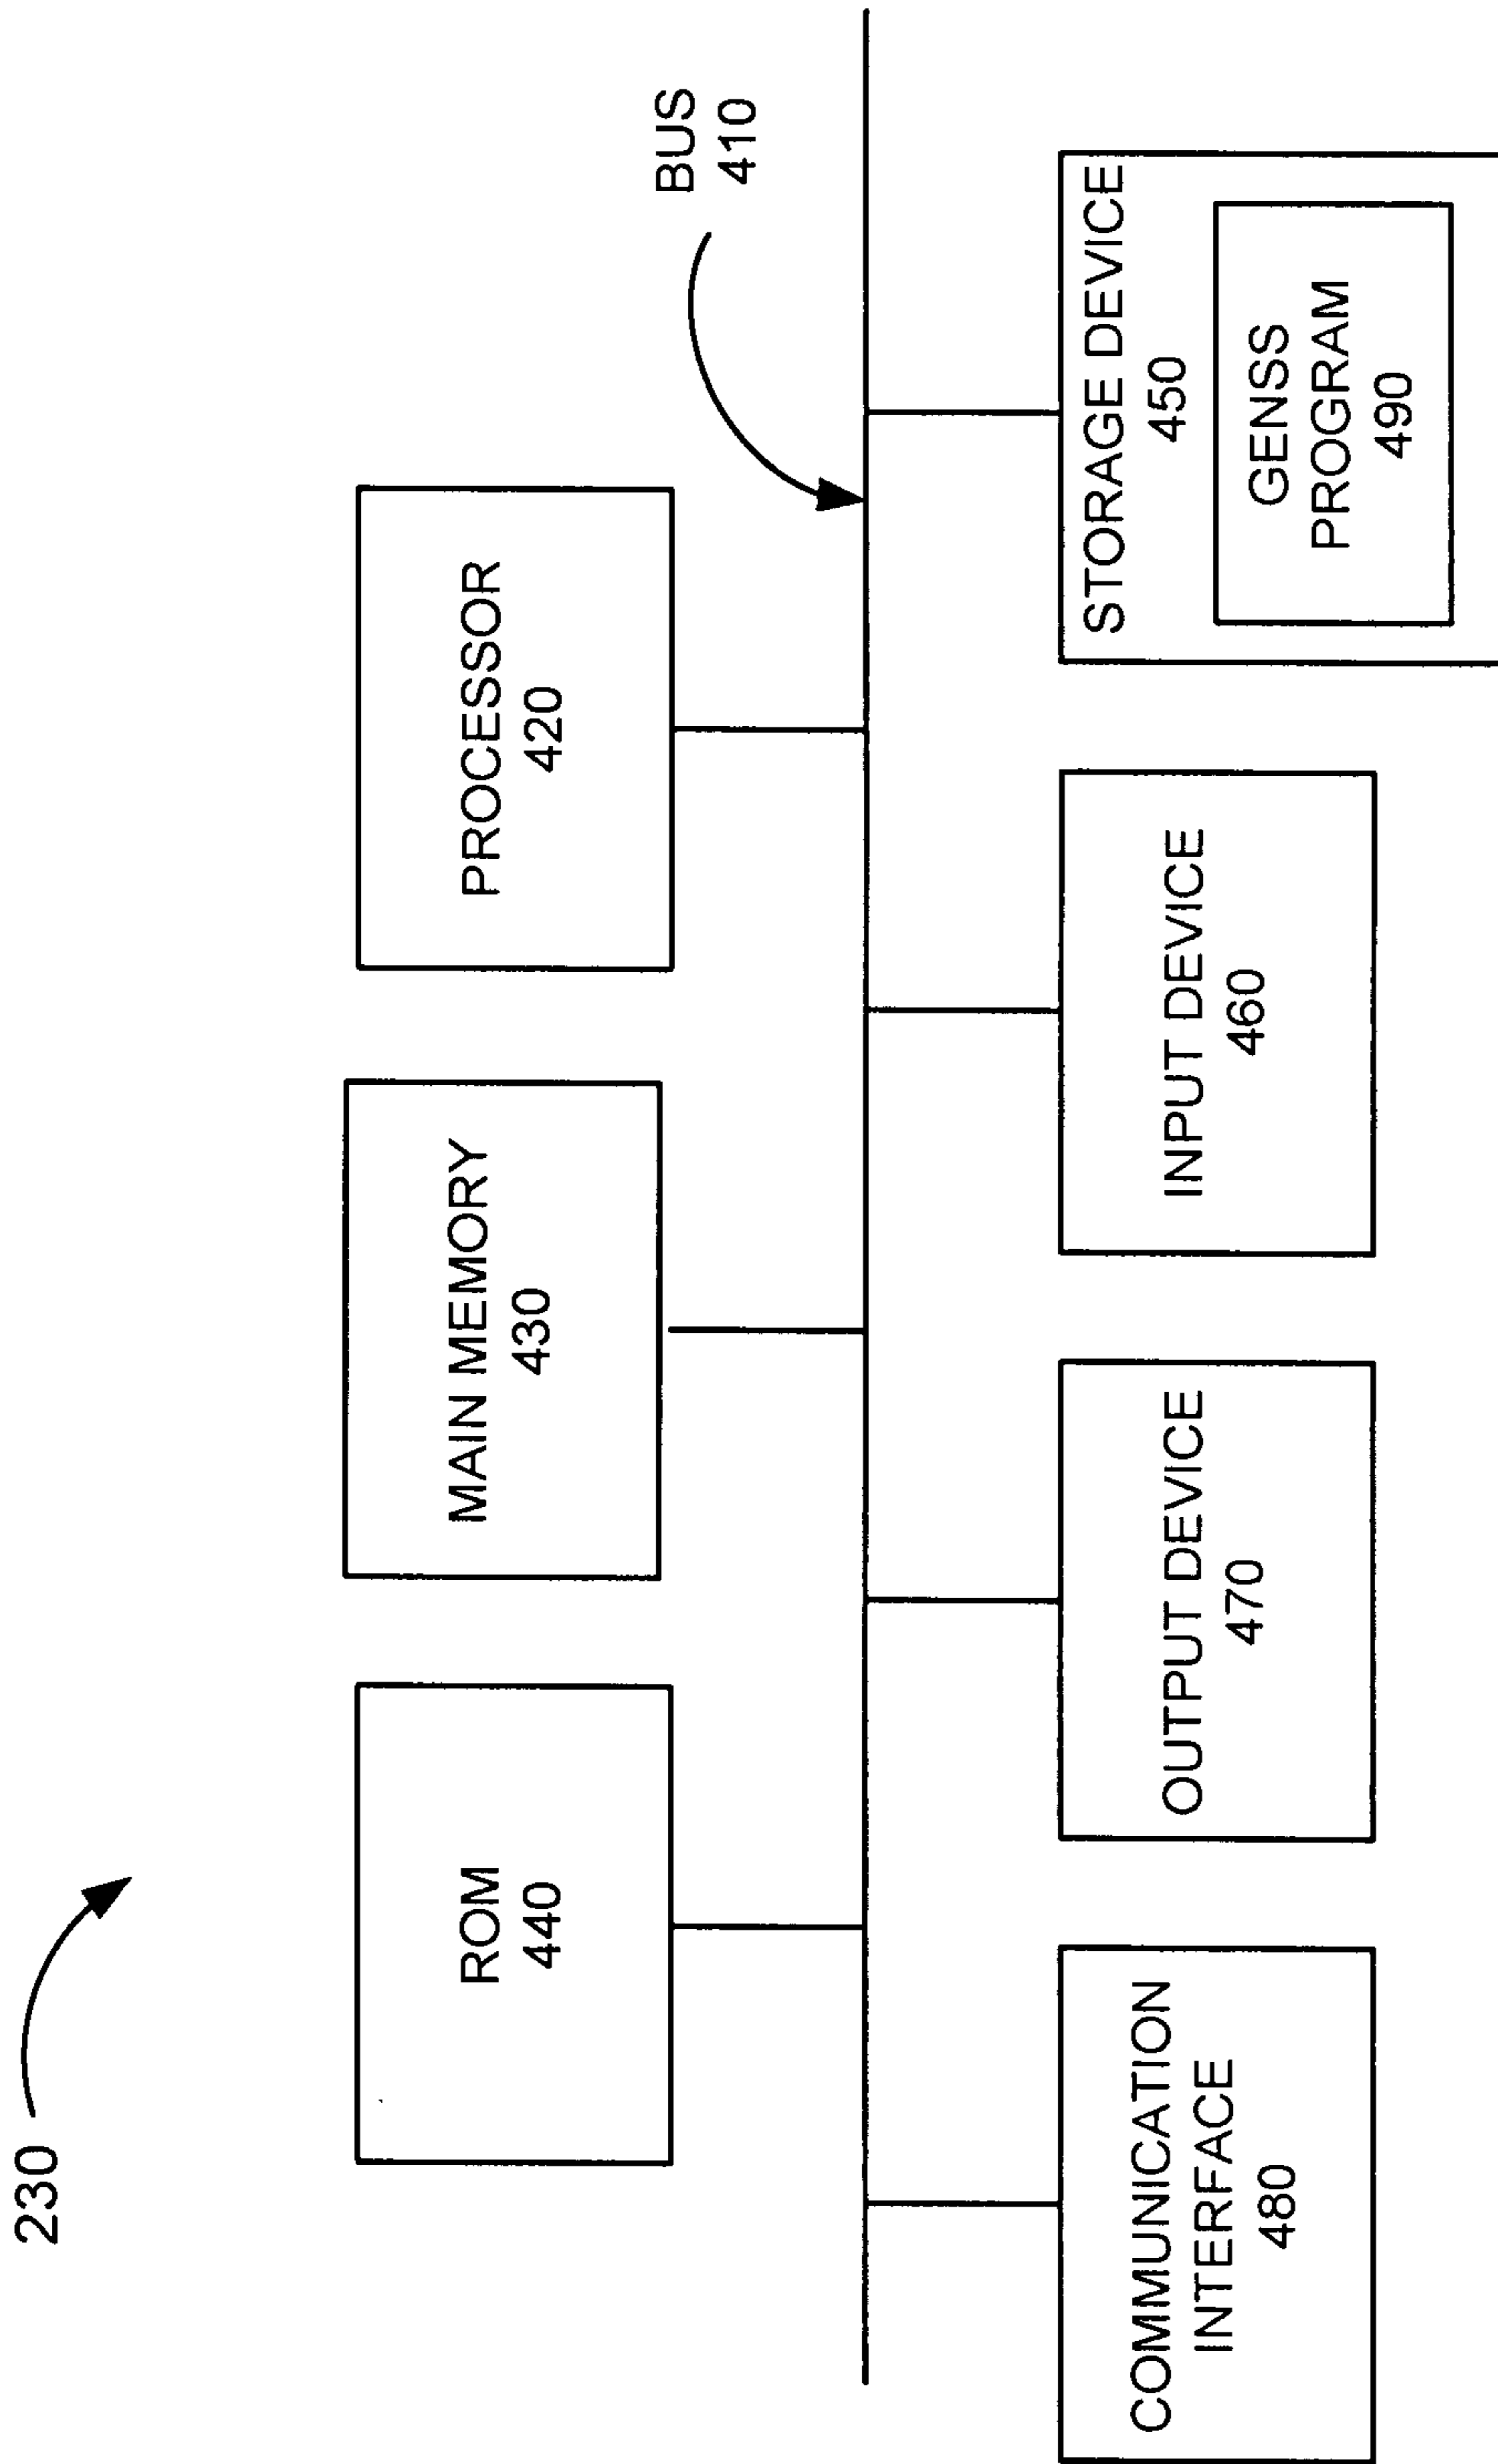 230
ROM
440
MAIN MEMORY
430
PROCESSOR
420
BUS
410
COMMUNICATION
INTERFACE
480
OUTPUT DEVICE
470
INPUT DEVICE
460
STORAGE DEVICE
450
GENSS
PROGRAM
490